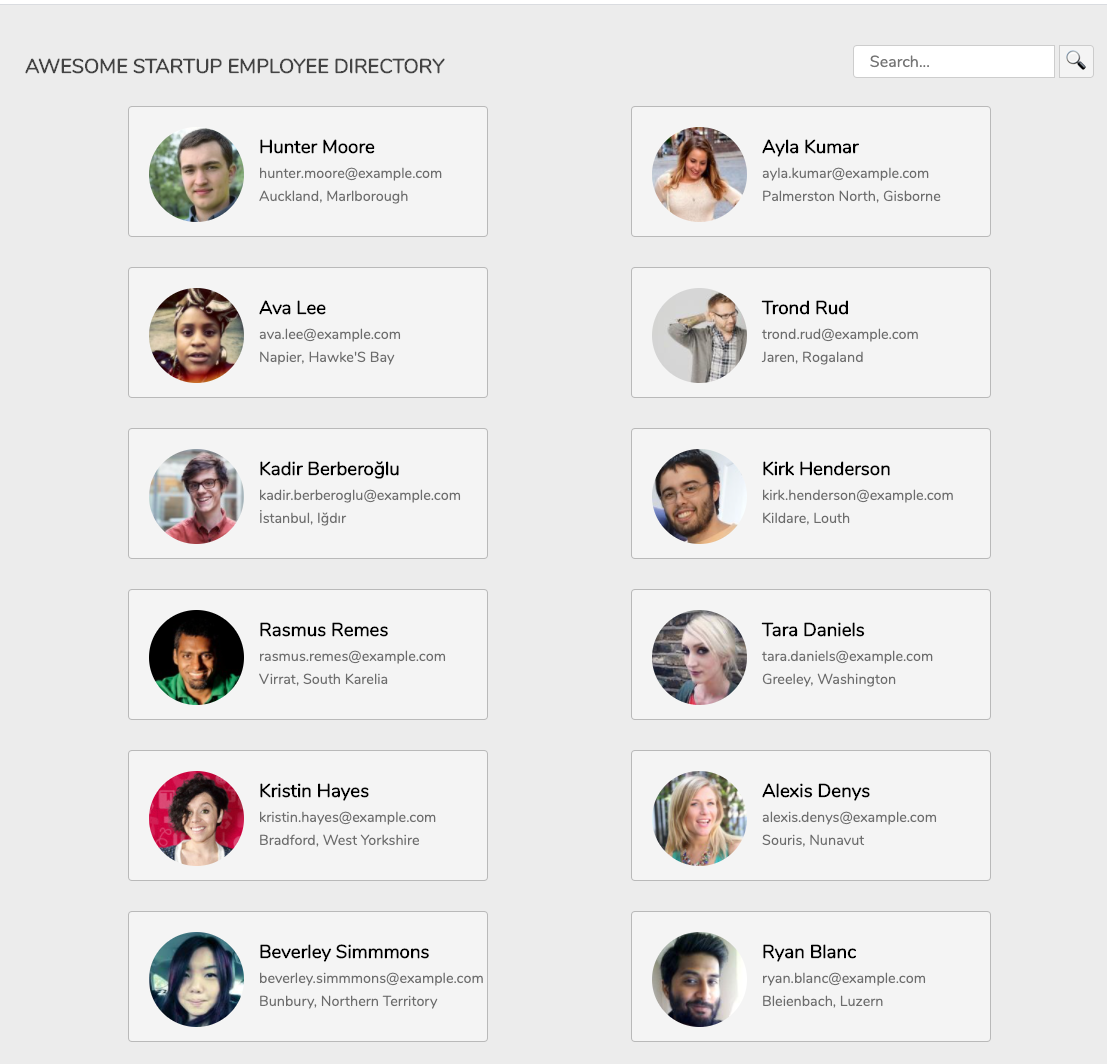 AWESOME STARTUP EMPLOYEE DIRECTORY
Search...
Hunter Moore
hunter.moore@example.com
Auckland, Marlborough
Ayla Kumar
ayla.kumar@example.com
Palmerston North, Gisborne
Ava Lee
ava.lee@example.com
Napier, Hawke'S Bay
Trond Rud
trond.rud@example.com
Jaren, Rogaland
Kadir Berberoğlu
kadir.berberoglu@example.com
İstanbul, Iğdır
Kirk Henderson
kirk.henderson@example.com
Kildare, Louth
Rasmus Remes
rasmus.remes@example.com
Virrat, South Karelia
Tara Daniels
tara.daniels@example.com
Greeley, Washington
Kristin Hayes
kristin.hayes@example.com
Bradford, West Yorkshire
Alexis Denys
alexis.denys@example.com
Souris, Nunavut
Beverley Simmmons
beverley.simmmons@example.com
Bunbury, Northern Territory
Ryan Blanc
ryan.blanc@example.com
Bleienbach, Luzern